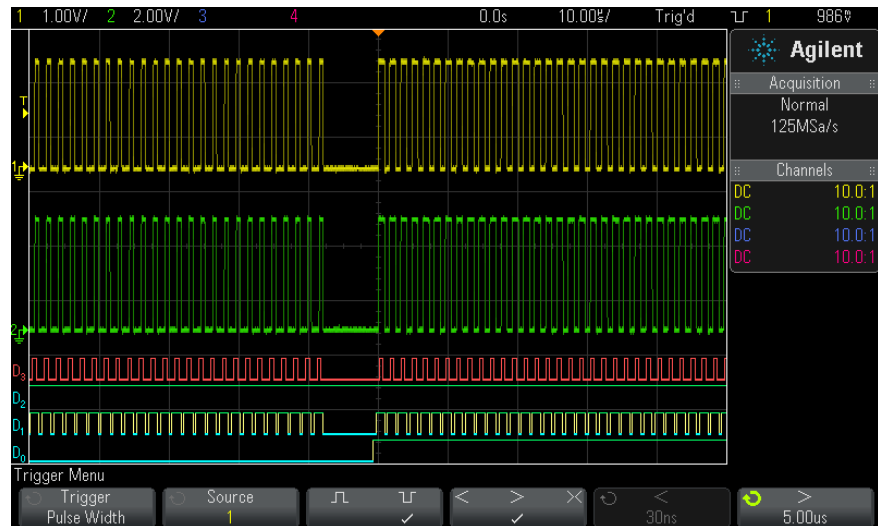 1 1.00V/ 2 2.00V/ 3 4 0.0s 10.00㎲/ Trig'd 1 986
Agilent
Acquisition
Normal
125MSa/s
Channels
DC 10.0:1
DC 10.0:1
DC 10.0:1
DC 10.0:1
T
1
2
D3
D2
D1
D0
Trigger Menu
Trigger Source < > >< <
Pulse Width 1 30ns
>
5.00us